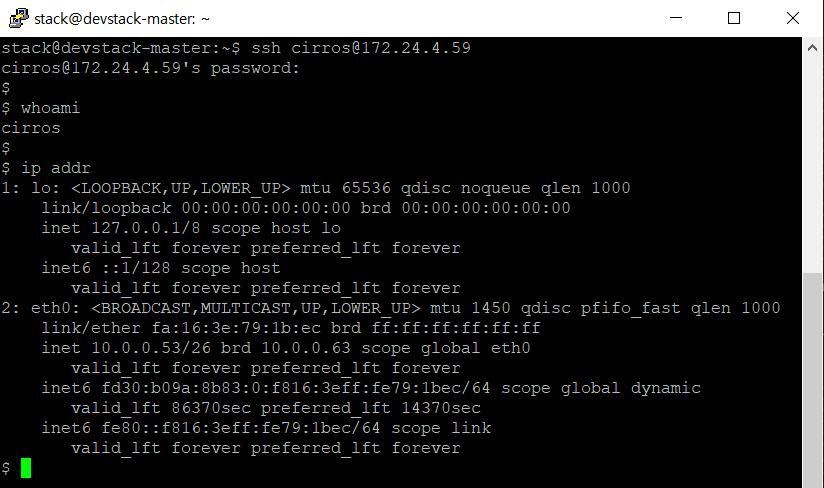 stack@devstack-master: ~
stack@devstack-master:~$ ssh cirros@172.24.4.59
cirros@172.24.4.59's password:
$
$ whoami
cirros
$
$ ip addr
1: lo: <LOOPBACK,UP,LOWER_UP> mtu 65536 qdisc noqueue qlen 1000
    link/loopback 00:00:00:00:00:00 brd 00:00:00:00:00:00
    inet 127.0.0.1/8 scope host lo
       valid_lft forever preferred_lft forever
    inet6 ::1/128 scope host
       valid_lft forever preferred_lft forever
2: eth0: <BROADCAST,MULTICAST,UP,LOWER_UP> mtu 1450 qdisc pfifo_fast qlen 1000
    link/ether fa:16:3e:79:1b:ec brd ff:ff:ff:ff:ff:ff
    inet 10.0.0.53/26 brd 10.0.0.63 scope global eth0
       valid_lft forever preferred_lft forever
    inet6 fd30:b09a:8b83:0:f816:3eff:fe79:1bec/64 scope global dynamic
       valid_lft 86370sec preferred_lft 14370sec
    inet6 fe80::f816:3eff:fe79:1bec/64 scope link
       valid_lft forever preferred_lft forever
$